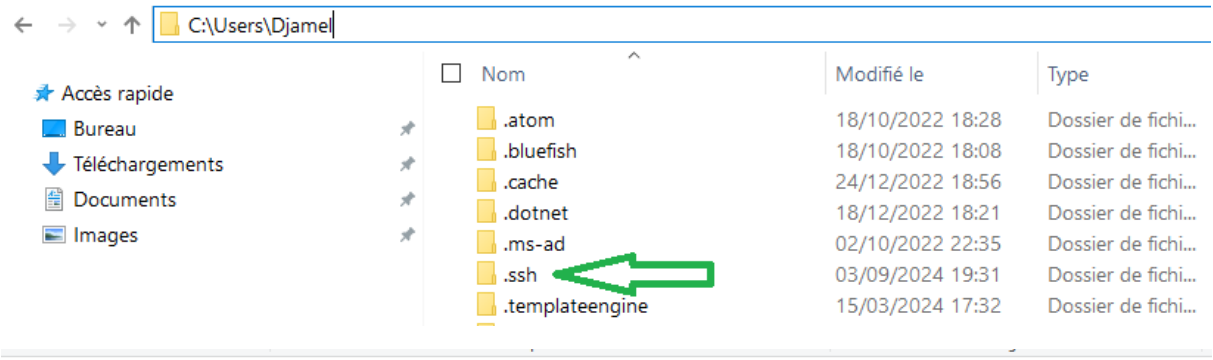 C:\Users\Djamel
Nom Modifié le Type
Accès rapide
Bureau
Téléchargements
Documents
Images
.atom 18/10/2022 18:28 Dossier de fichi...
.bluefish 18/10/2022 18:08 Dossier de fichi...
.cache 24/12/2022 18:56 Dossier de fichi...
.dotnet 18/12/2022 18:21 Dossier de fichi...
.ms-ad 02/10/2022 22:35 Dossier de fichi...
.ssh 03/09/2024 19:31 Dossier de fichi...
.templateengine 15/03/2024 17:32 Dossier de fichi...